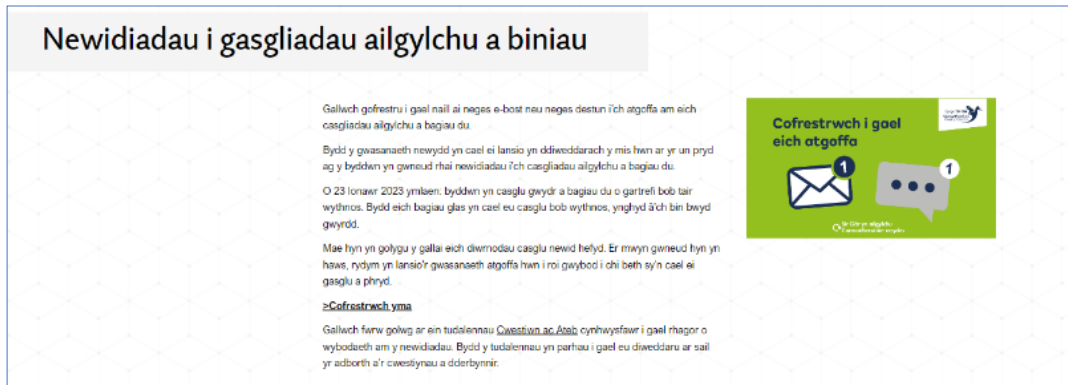 Newidiadau i gasgliadau ailgylchu a biniau
Gallwch gofrestru i gael naill ai neges e-bost neu neges destun i'ch atgoffa am eich
casgliadau ailgylchu a bagiau du.
Bydd y gwasanaeth newydd yn cael ei lansio yn ddiweddarach y mis hwn ar yr un pryd
ag y byddwn yn gwneud rhai newidiadau i'ch casgliadau ailgylchu a bagiau du.
O 23 Ionawr 2023 ymlaen: byddwn yn casglu gwydr a bagiau du o gartrefi bob tair
wythnos. Bydd eich bagiau glas yn cael eu casglu bob wythnos, ynghyd â'ch bin bwyd
gwyrdd.
Mae hyn yn golygu y gallai eich diwrnodau casglu newid hefyd. Er mwyn gwneud hyn yn
haws, rydym yn lansio'r gwasanaeth atgoffa hwn i roi gwybod i chi beth sy'n cael ei
gasglu a phryd.
>Cofrestrwch yma
Gallwch fwrw golwg ar ein tudalennau Cwestiwn ac Ateb cynhwysfawr i gael rhagor o
wybodaeth am y newidiadau. Bydd y tudalennau yn parhau i gael eu diweddaru ar sail
yr adborth a'r cwestiynau a dderbynnir.
Cofrestrwch i gael
eich atgoffa
1
1